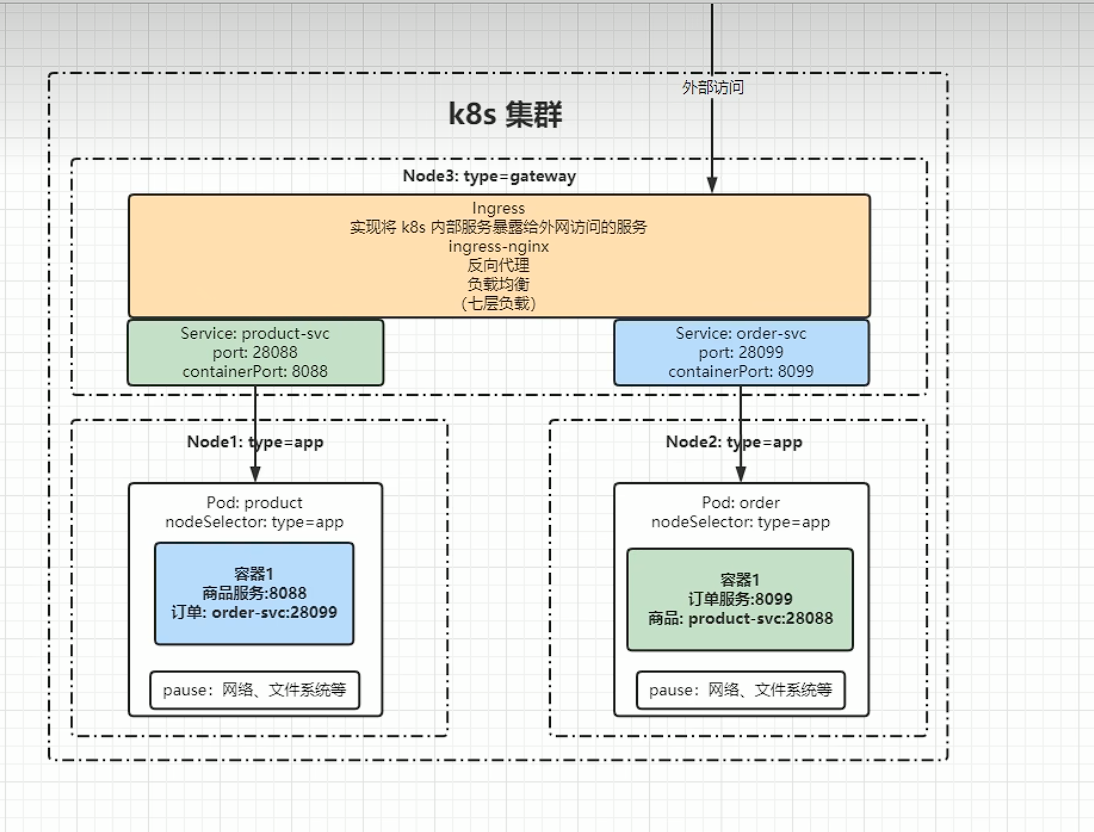 外部访问
k8s 集群
Node3: type=gateway
Ingress
实现将 k8s 内部服务暴露给外网访问的服务
ingress-nginx
反向代理
负载均衡
（七层负载）
Service: product-svc
port: 28088
containerPort: 8088
Service: order-svc
port: 28099
containerPort: 8099
Node1: type=app
Pod: product
nodeSelector: type=app
容器1
商品服务:8088
订单: order-svc:28099
pause：网络、文件系统等
Node2: type=app
Pod: order
nodeSelector: type=app
容器1
订单服务:8099
商品: product-svc:28088
pause：网络、文件系统等